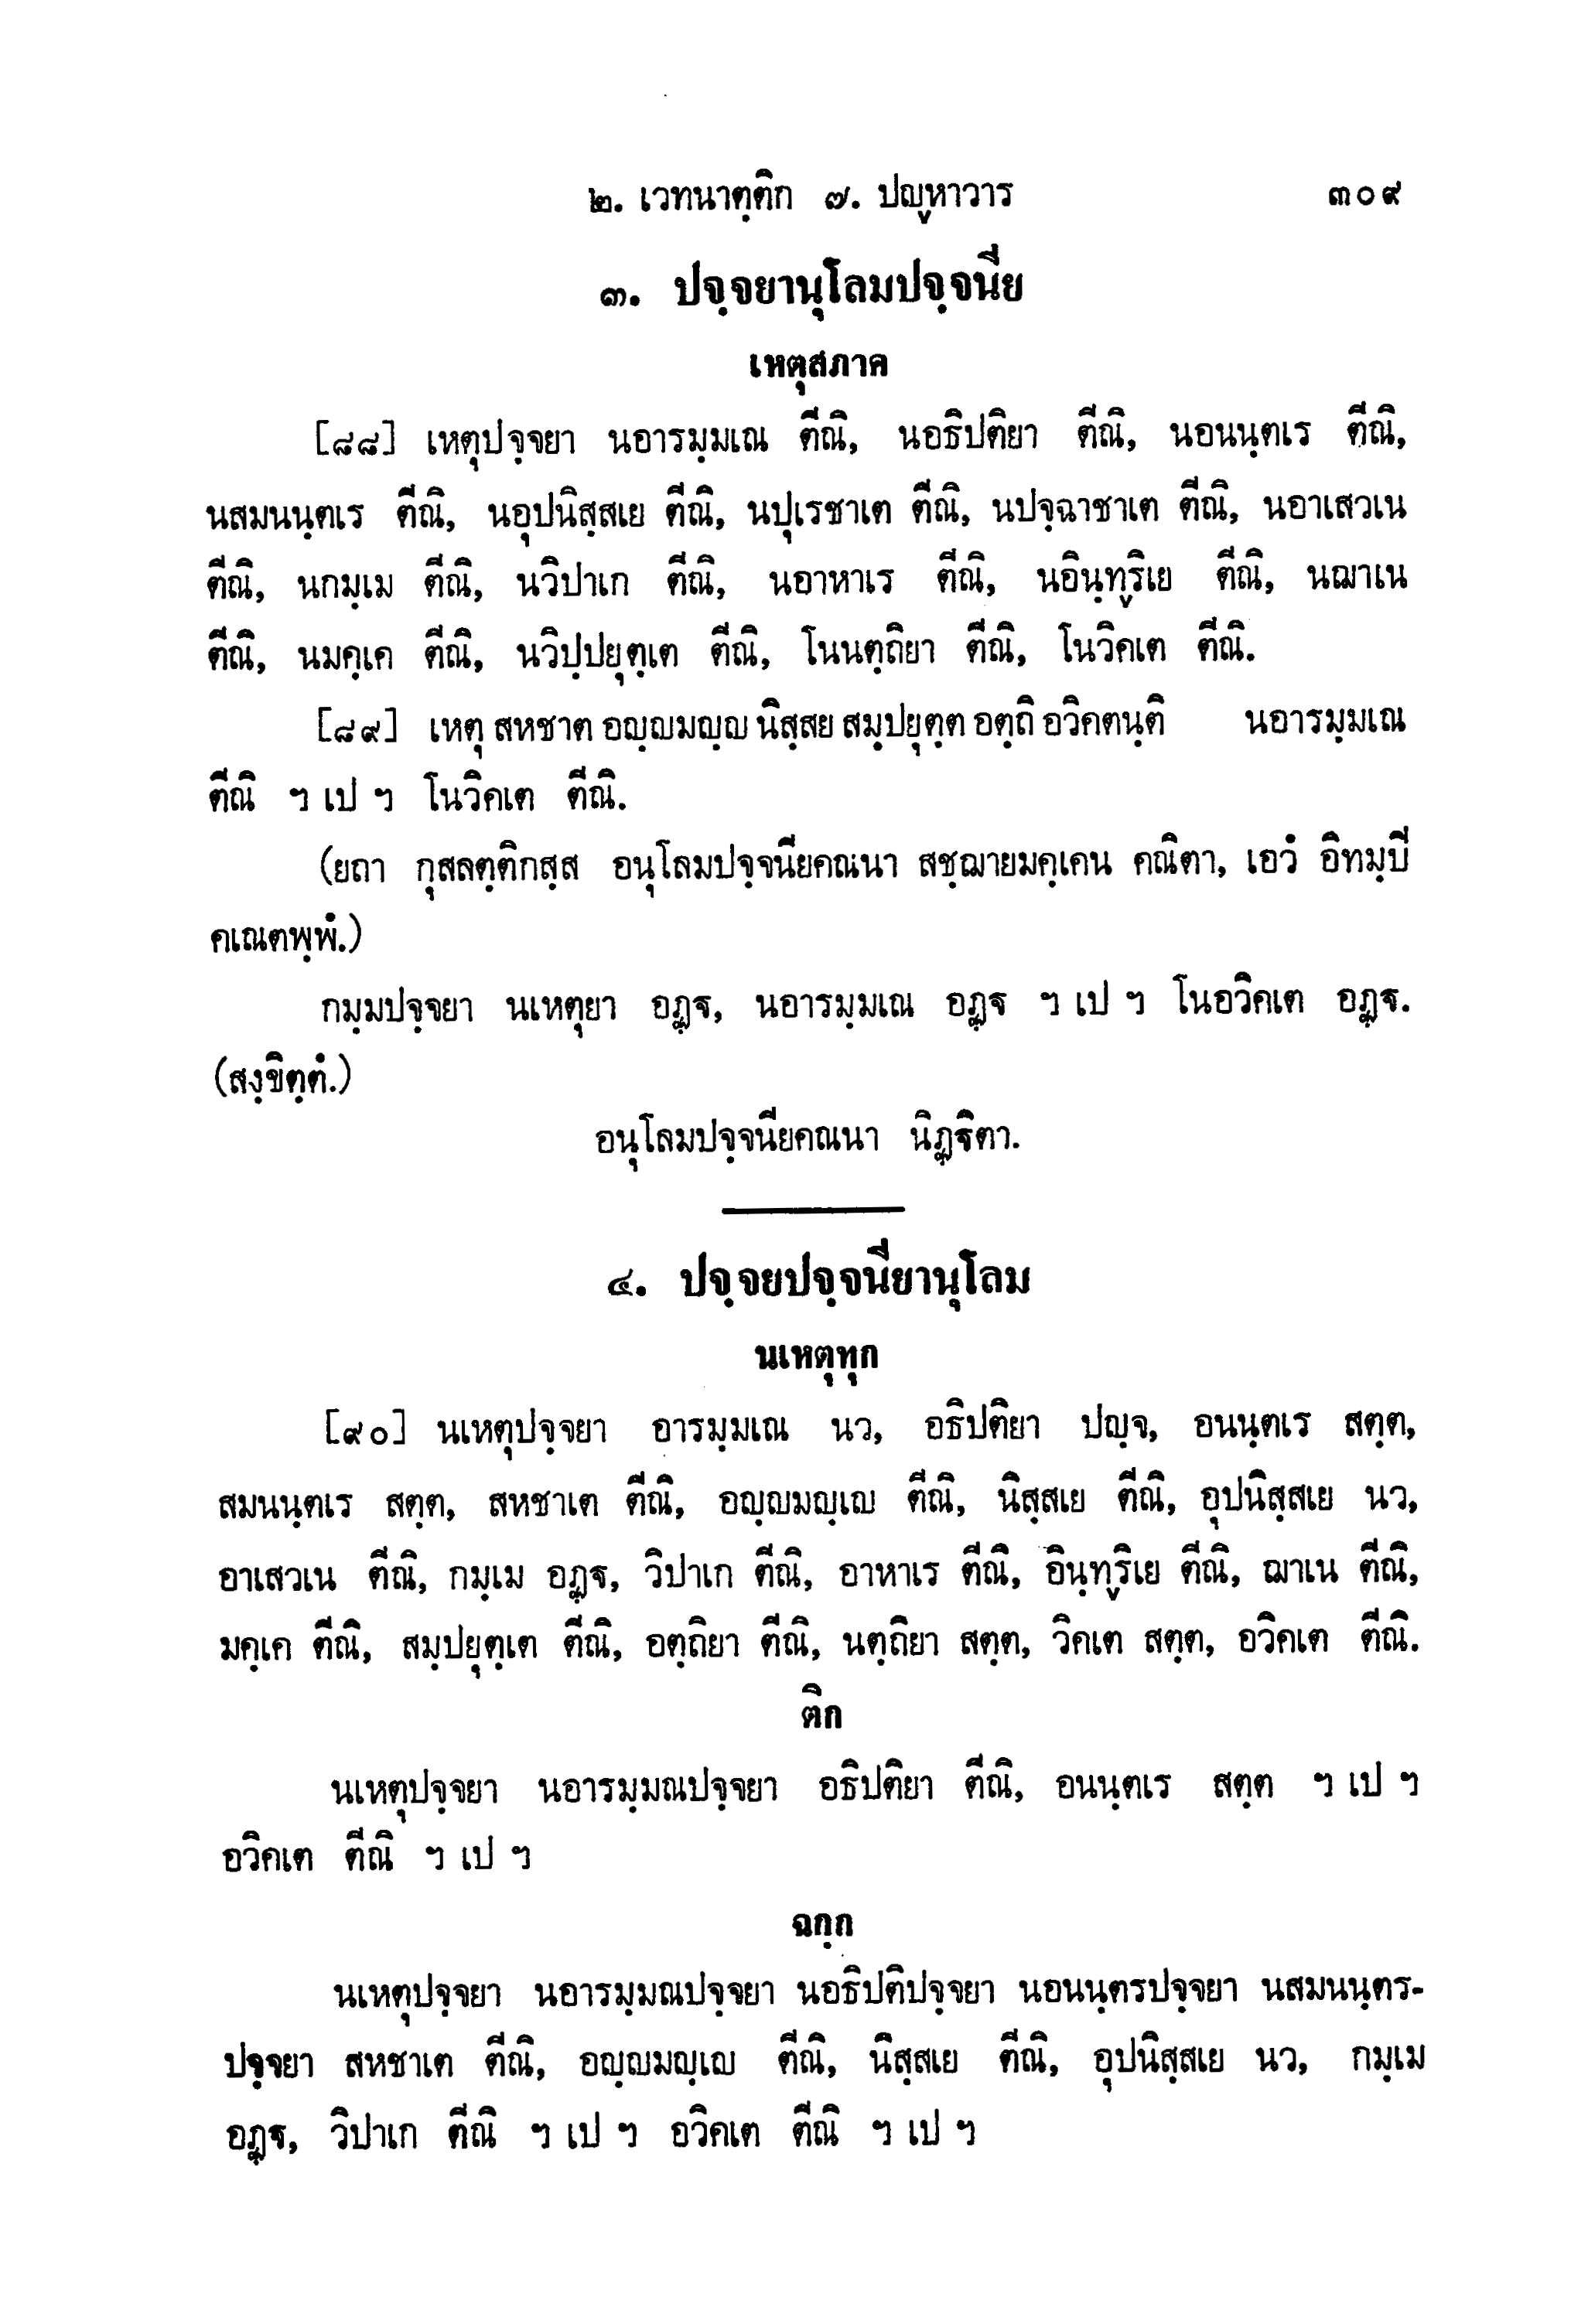 ๒. เวทนาตฺติก ๗. ปญฺหาวาร ๓๐๙
๓. ปจฺจยานุโลมปจฺจนีย
เหตุสภาค
[๘๘] เหตุปจฺจยา นอารมฺมเณ ตีณิ, นอธิปติยา ตีณิ, นอนนฺตเร ตีณิ,
นสมนนฺตเร ตีณิ, นอุปนิสฺสเย ตีณิ, นปุเรชาเต ตีณิ, นปจฺฉาชาเต ตีณิ, นอาเสวเน
ตีณิ, นกมฺเม ตีณิ, นวิปาเก ตีณิ, นอาหาเร ตีณิ, นอินฺทฺริเย ตีณิ, นฌาเน
ตีณิ, นมคฺเค ตีณิ, นวิปฺปยุตฺเต ตีณิ, โนนตฺถิยา ตีณิ, โนวิคเต ตีณิ.
[๘๙] เหตุ สหชาต อญฺญมญฺญ นิสฺสย สมฺปยุตฺต อตฺถิ อวิคตนฺติ นอารมฺมเณ
ตีณิ ฯ เป ฯ โนวิคเต ตีณิ.
(ยถา กุสลตฺติกสฺส อนุโลมปจฺจนียคณนา สชฺฌายมคฺเคน คณิตา, เอวํ อิทมฺปี
คเณตพฺพํ.)
กมฺมปจฺจยา นเหตุยา อฏฺฐ, นอารมฺมเณ อฏฺฐ ฯ เป ฯ โนอวิคเต อฏฺฐ.
(สงฺขิตฺตํ.)
อนุโลมปจฺจนียคณนา นิฏฺฐิตา.
๔. ปจฺจยปจฺจนียานุโลม
นเหตุทุก
[๙๐] นเหตุปจฺจยา อารมฺมเณ นว, อธิปติยา ปญฺจ, อนนฺตเร สตฺต,
สมนนฺตเร สตฺต, สหชาเต ตีณิ, อญฺญมญฺเญ ตีณิ, นิสฺสเย ตีณิ, อุปนิสฺสเย นว,
อาเสวเน ตีณิ, กมฺเม อฏฺฐ, วิปาเก ตีณิ, อาหาเร ตีณิ, อินฺทฺริเย ตีณิ, ฌาเน ตีณิ,
มคฺเค ตีณิ, สมฺปยุตฺเต ตีณิ, อตฺถิยา ตีณิ, นตฺถิยา สตฺต, วิคเต สตฺต, อวิคเต ตีณิ.
ติก
นเหตุปจฺจยา นอารมฺมณปจฺจยา อธิปติยา ตีณิ, อนนฺตเร สตฺต ฯ เป ฯ
อวิคเต ตีณิ ฯ เป ฯ
ฉกฺก
นเหตุปจฺจยา นอารมฺมณปจฺจยา นอธิปติปจฺจยา นอนนฺตรปจฺจยา นสมนนฺตร-
ปจฺจยา สหชาเต ตีณิ, อญฺญมญฺเญ ตีณิ, นิสฺสเย ตีณิ, อุปนิสฺสเย นว, กมฺเม
อฏฺฐ, วิปาเก ตีณิ ฯ เป ฯ อวิคเต ตีณิ ฯ เป ฯ